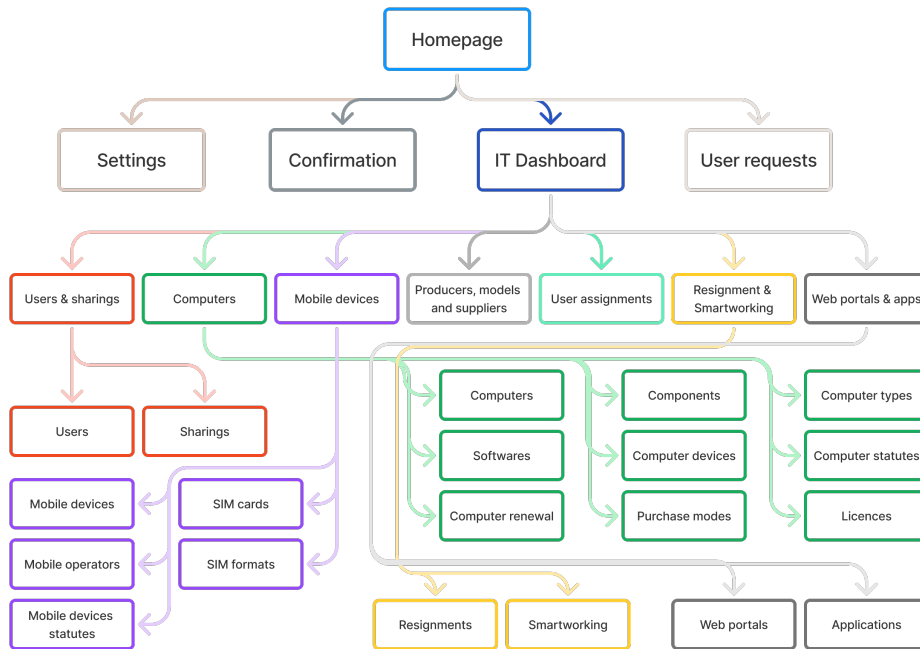 Homepage
Settings
Confirmation
IT Dashboard
User requests
Users & sharings
Computers
Mobile devices
Producers, models
and suppliers
User assignments
Resignment &
Smartworking
Web portals & apps
Computers
Components
Computer types
Users
Sharings
Softwares
Computer devices
Computer statutes
Mobile devices
SIM cards
Computer renewal
Purchase modes
Licences
Mobile operators
SIM formats
Mobile devices
statutes
Resignments
Smartworking
Web portals
Applications